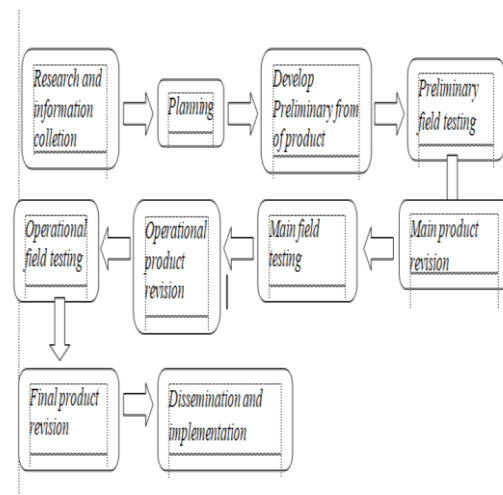 Research and
information
colletion
Planning
Develop
Preliminary from
of product
Preliminary
field testing
Main product
revision
Main field
testing
Operational
product
revision
Operational
field testing
Final product
revision
Dissemination and
implementation